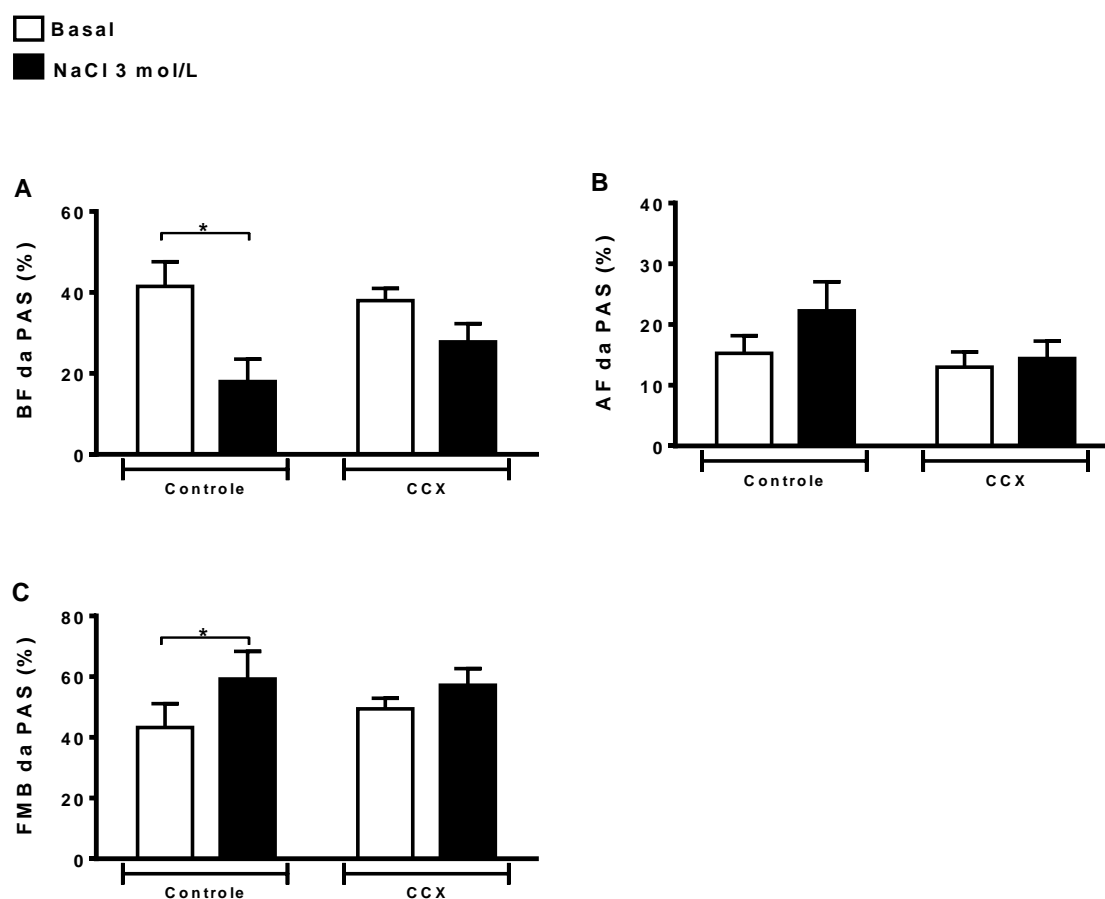 Basal
NaCl 3 mol/L
A
BF da PAS (%)
60
40
20
0
*
Controle
CCX
B
AF da PAS (%)
40
30
20
10
0
Controle
CCX
C
FMB da PAS (%)
80
60
40
20
0
*
Controle
CCX